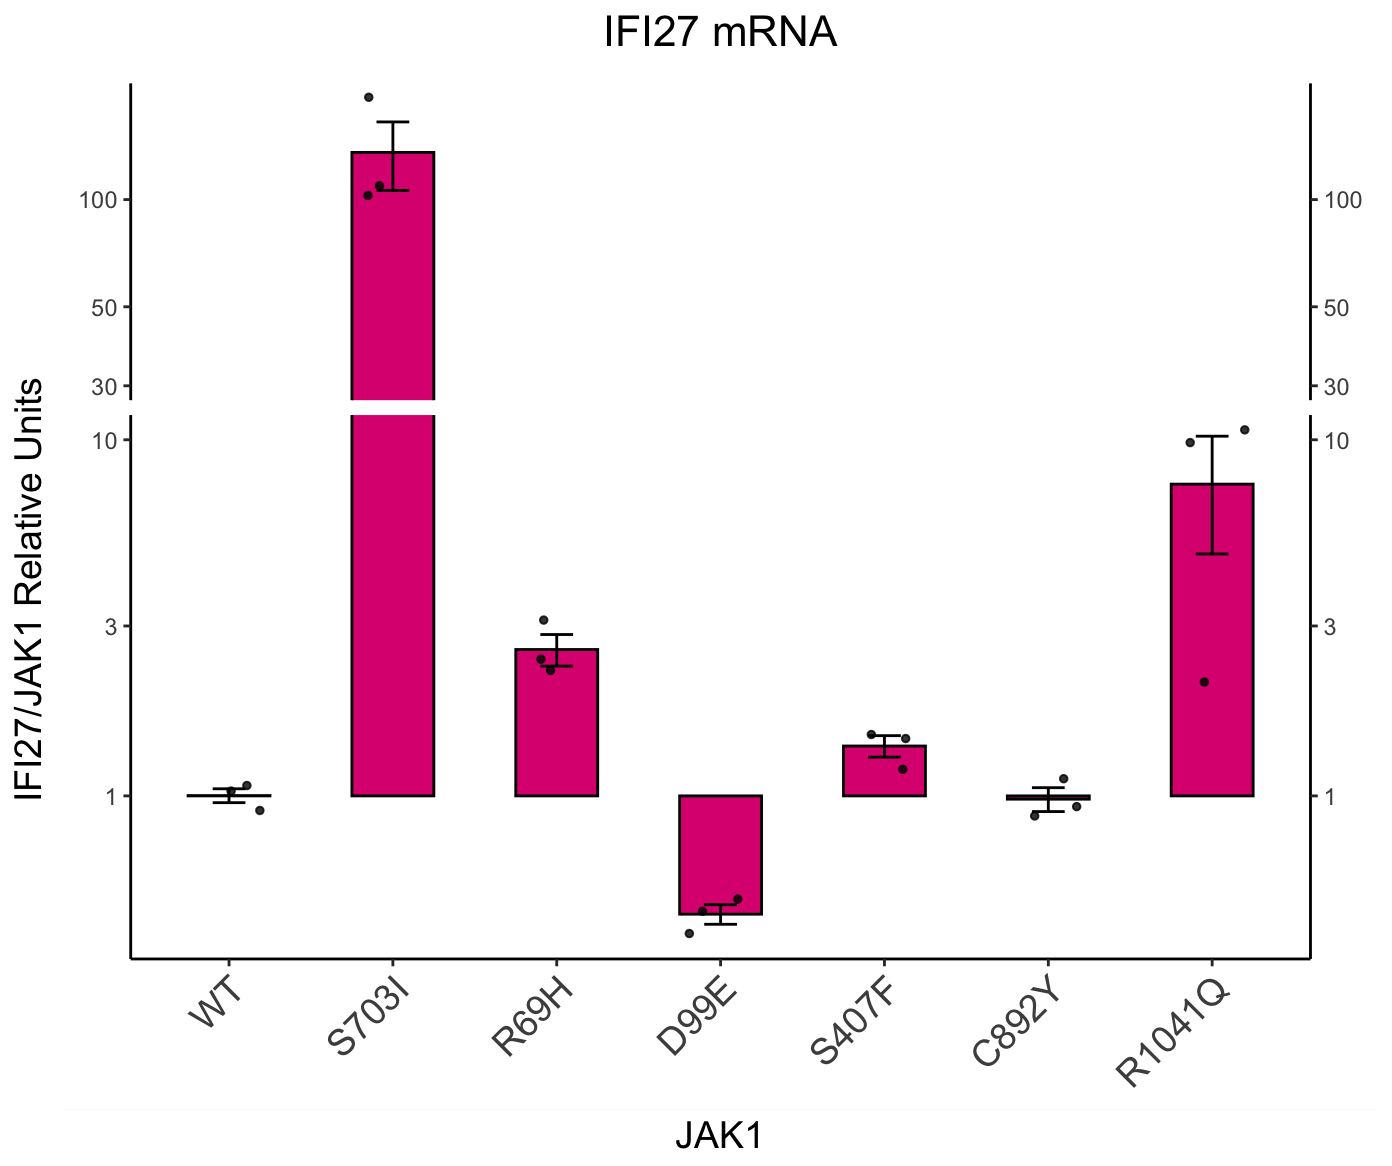 IFI27 mRNA
IFI27/JAK1 Relative Units
100
50
30
10
3
1
100
50
30
10
3
1
WT
S703I
R69H
D99E
S407F
C892Y
R1041Q
JAK1